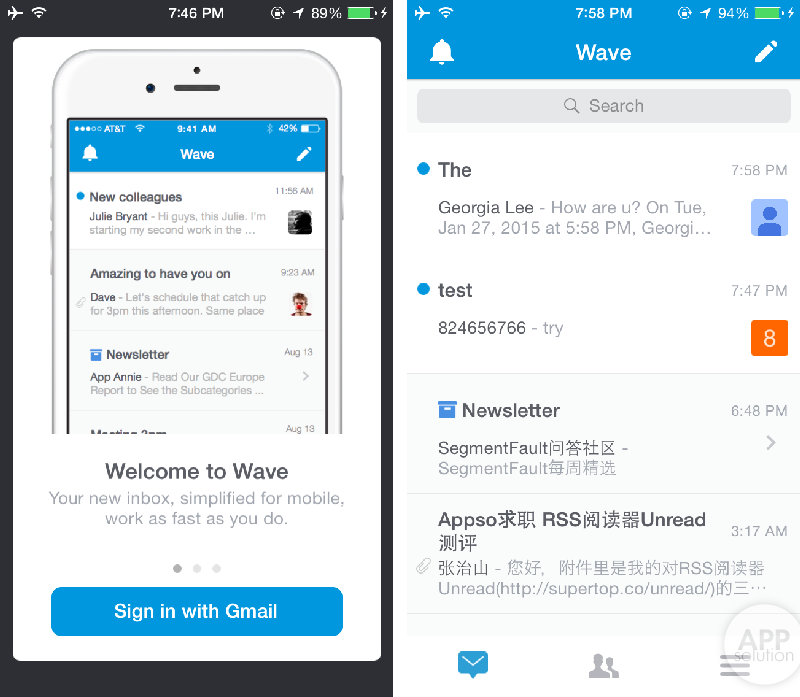 7:46 PM
89%
AT&T
9:41 AM
42%
Wave
New colleagues
11:56 AM
Julie Bryant - Hi guys, this Julie. I'm
starting my second work in the ...
Amazing to have you on
9:23 AM
Dave - Let's schedule that catch up
for 3pm this afternoon. Same place
Newsletter
Aug 13
App Annie - Read Our GDC Europe
Report to See the Subcategories ...
Meeting 3pm
Aug 13
Welcome to Wave
Your new inbox, simplified for mobile,
work as fast as you do.
Sign in with Gmail
7:58 PM
94%
Wave
Search
The
7:58 PM
Georgia Lee - How are u? On Tue,
Jan 27, 2015 at 5:58 PM, Georgi...
test
7:47 PM
824656766 - try
8
Newsletter
6:48 PM
SegmentFault问答社区 -
SegmentFault每周精选
Appso求职 RSS阅读器Unread
测评
3:17 AM
张治山 - 您好，附件里是我的对RSS阅读器
Unread(http://supertop.co/unread/)的三…
APP
solution